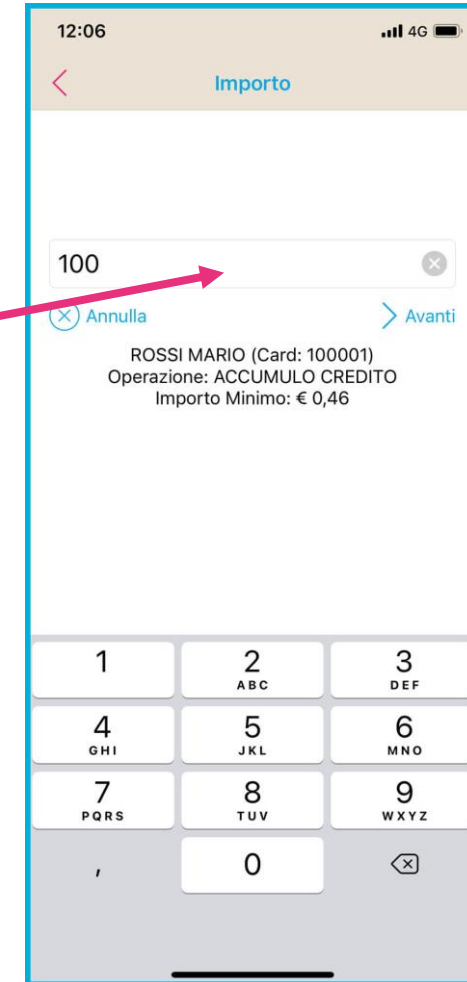 12:06 4G
Importo
100
Annulla Avanti
ROSSI MARIO (Card: 100001)
Operazione: ACCUMULO CREDITO
Importo Minimo: € 0,46
1 2 3
ABC DEF
4 5 6
GHI JKL MNO
7 8 9
PQRS TUV WXYZ
, 0